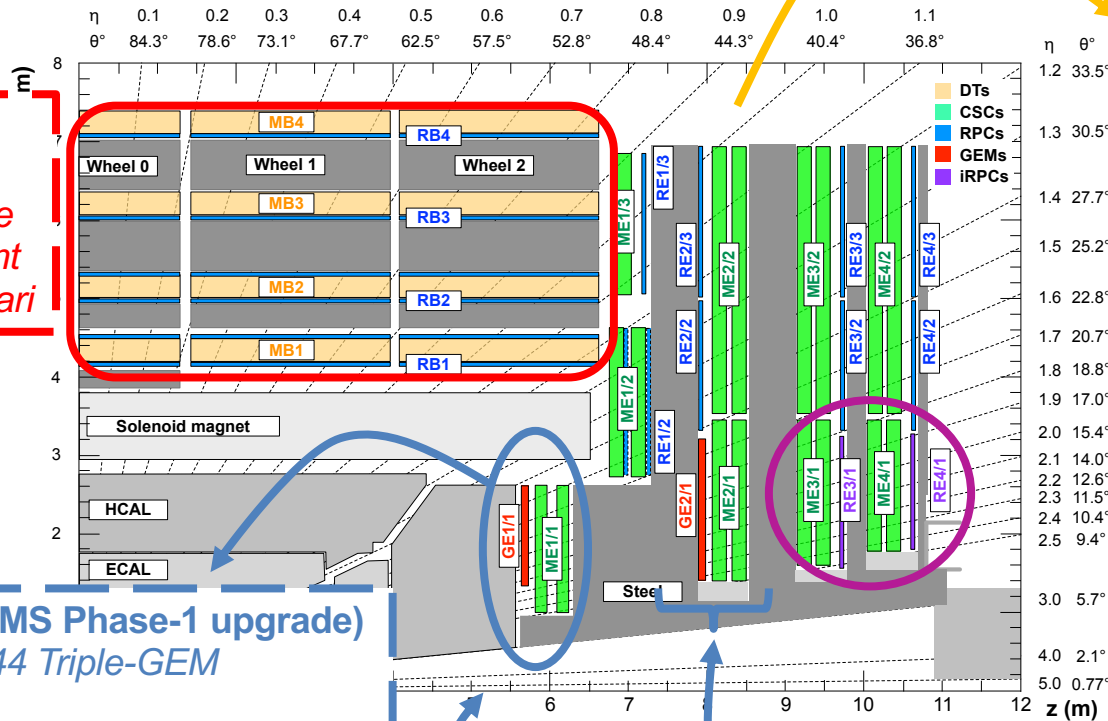 η 0.1 0.2 0.3 0.4 0.5 0.6 0.7 0.8 0.9 1.0 1.1
θ° 84.3° 78.6° 73.1° 67.7° 62.5° 57.5° 52.8° 48.4° 44.3° 40.4° 36.8°
η θ°
8
m)
1.2 33.5°
DTs
CSCs
RPCs
GEMs
iRPCs
MB4
RB4
1.3 30.5°
Wheel 0 Wheel 1 Wheel 2
RE1/3
ME1/3
MB3
RB3
1.4 27.7°
RE2/3
ME2/2
ME3/2
RE3/3
ME4/2
RE4/3
1.5 25.2°
MB2
RB2
1.6 22.8°
RE2/2
RE3/2
RE4/2
1.7 20.7°
MB1
RB1
1.8 18.8°
4
ME1/2
1.9 17.0°
Solenoid magnet
RE1/2
2.0 15.4°
3
2.1 14.0°
2.2 12.6°
HCAL
GE1/1
ME1/1
GE2/1
ME2/1
ME3/1
RE3/1
ME4/1
RE4/1
2.3 11.5°
2.4 10.4°
2
2.5 9.4°
ECAL
Steel
3.0 5.7°
MS Phase-1 upgrade)
44 Triple-GEM
4.0 2.1°
5.0 0.77°
6 7 8 9 10 11 12
z (m)
nt
ari